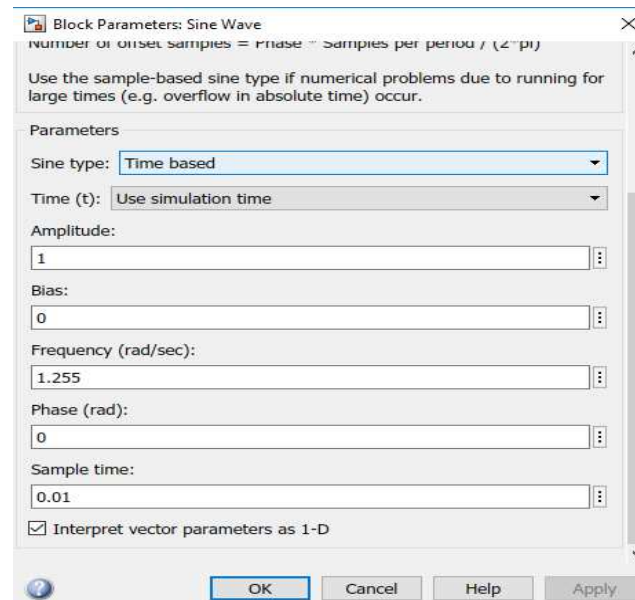 Block Parameters: Sine Wave
Number of offset samples = Phase * Samples per period / (2*pi)
Use the sample-based sine type if numerical problems due to running for
large times (e.g. overflow in absolute time) occur.
Parameters
Sine type: Time based
Time (t): Use simulation time
Amplitude:
1
Bias:
0
Frequency (rad/sec):
1.255
Phase (rad):
0
Sample time:
0.01
Interpret vector parameters as 1-D
OK Cancel Help Apply